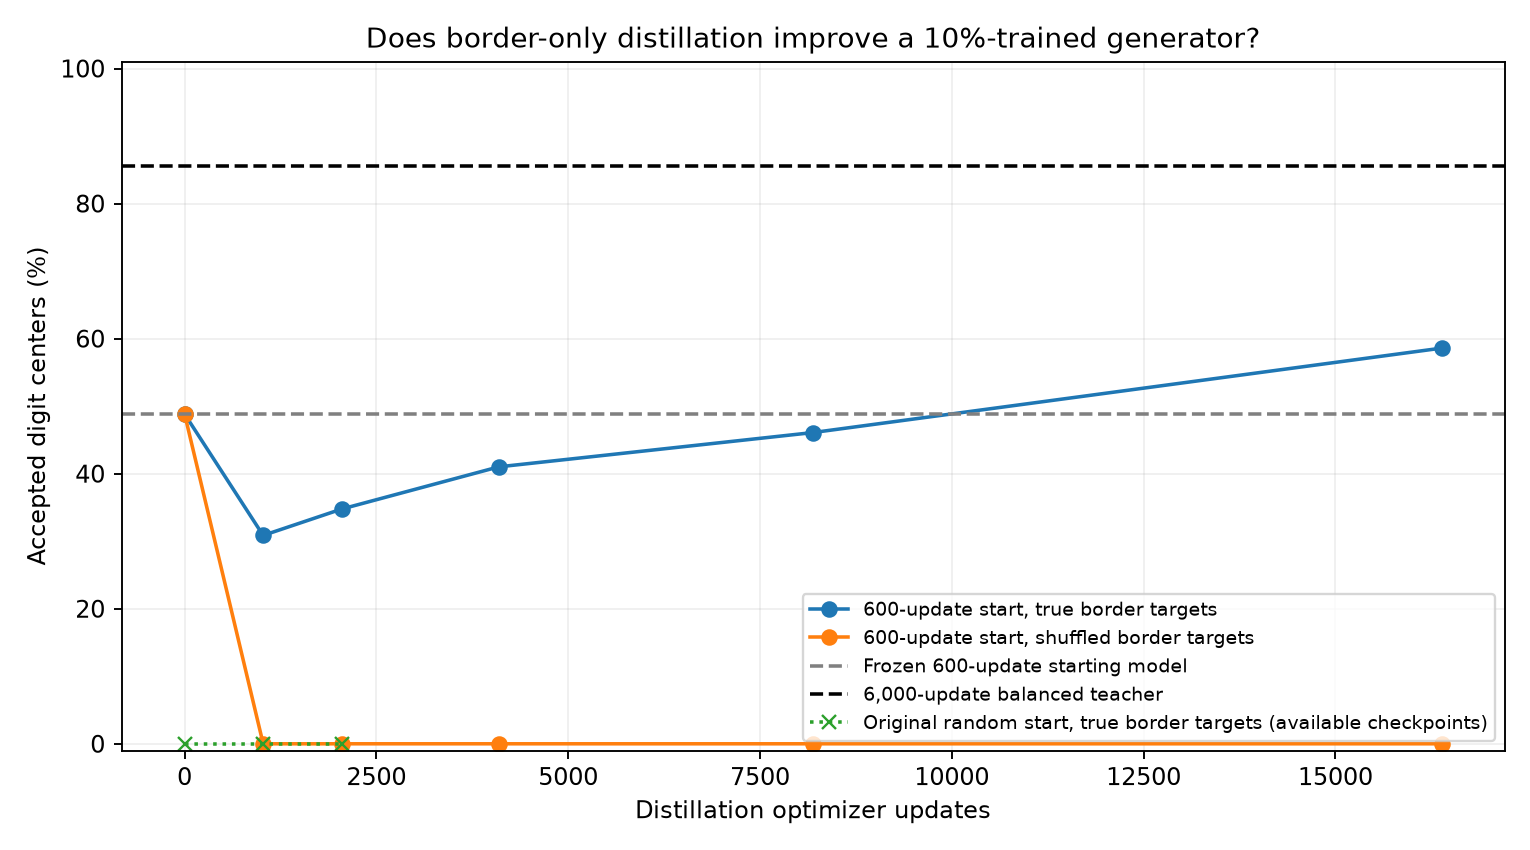 Does border-only distillation improve a 10%-trained generator?
Accepted digit centers (%)
100
80
60
40
20
0
600-update start, true border targets
600-update start, shuffled border targets
Frozen 600-update starting model
6,000-update balanced teacher
Original random start, true border targets (available checkpoints)
0 2500 5000 7500 10000 12500 15000
Distillation optimizer updates